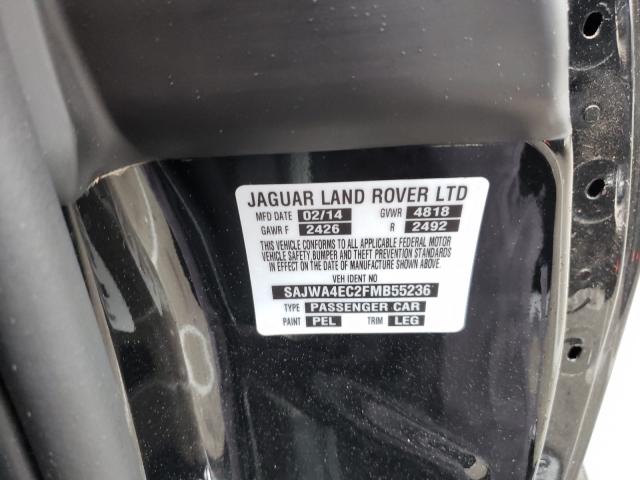 JAGUAR LAND ROVER LTD
MFD DATE 02/14 GVWR 4818
GAWR F 2426 R 2492
THIS VEHICLE CONFORMS TO ALL APPLICABLE FEDERAL MOTOR
VEHICLE SAFETY,BUMPER AND THEFT PREVENTION STANDARDS
IN EFFECT ON DATE OF MANUFACTURE SHOWN ABOVE.
VEH IDENT NO
SAJWA4EC2FMB55236
TYPE PASSENGER CAR
PAINT PEL TRIM LEG